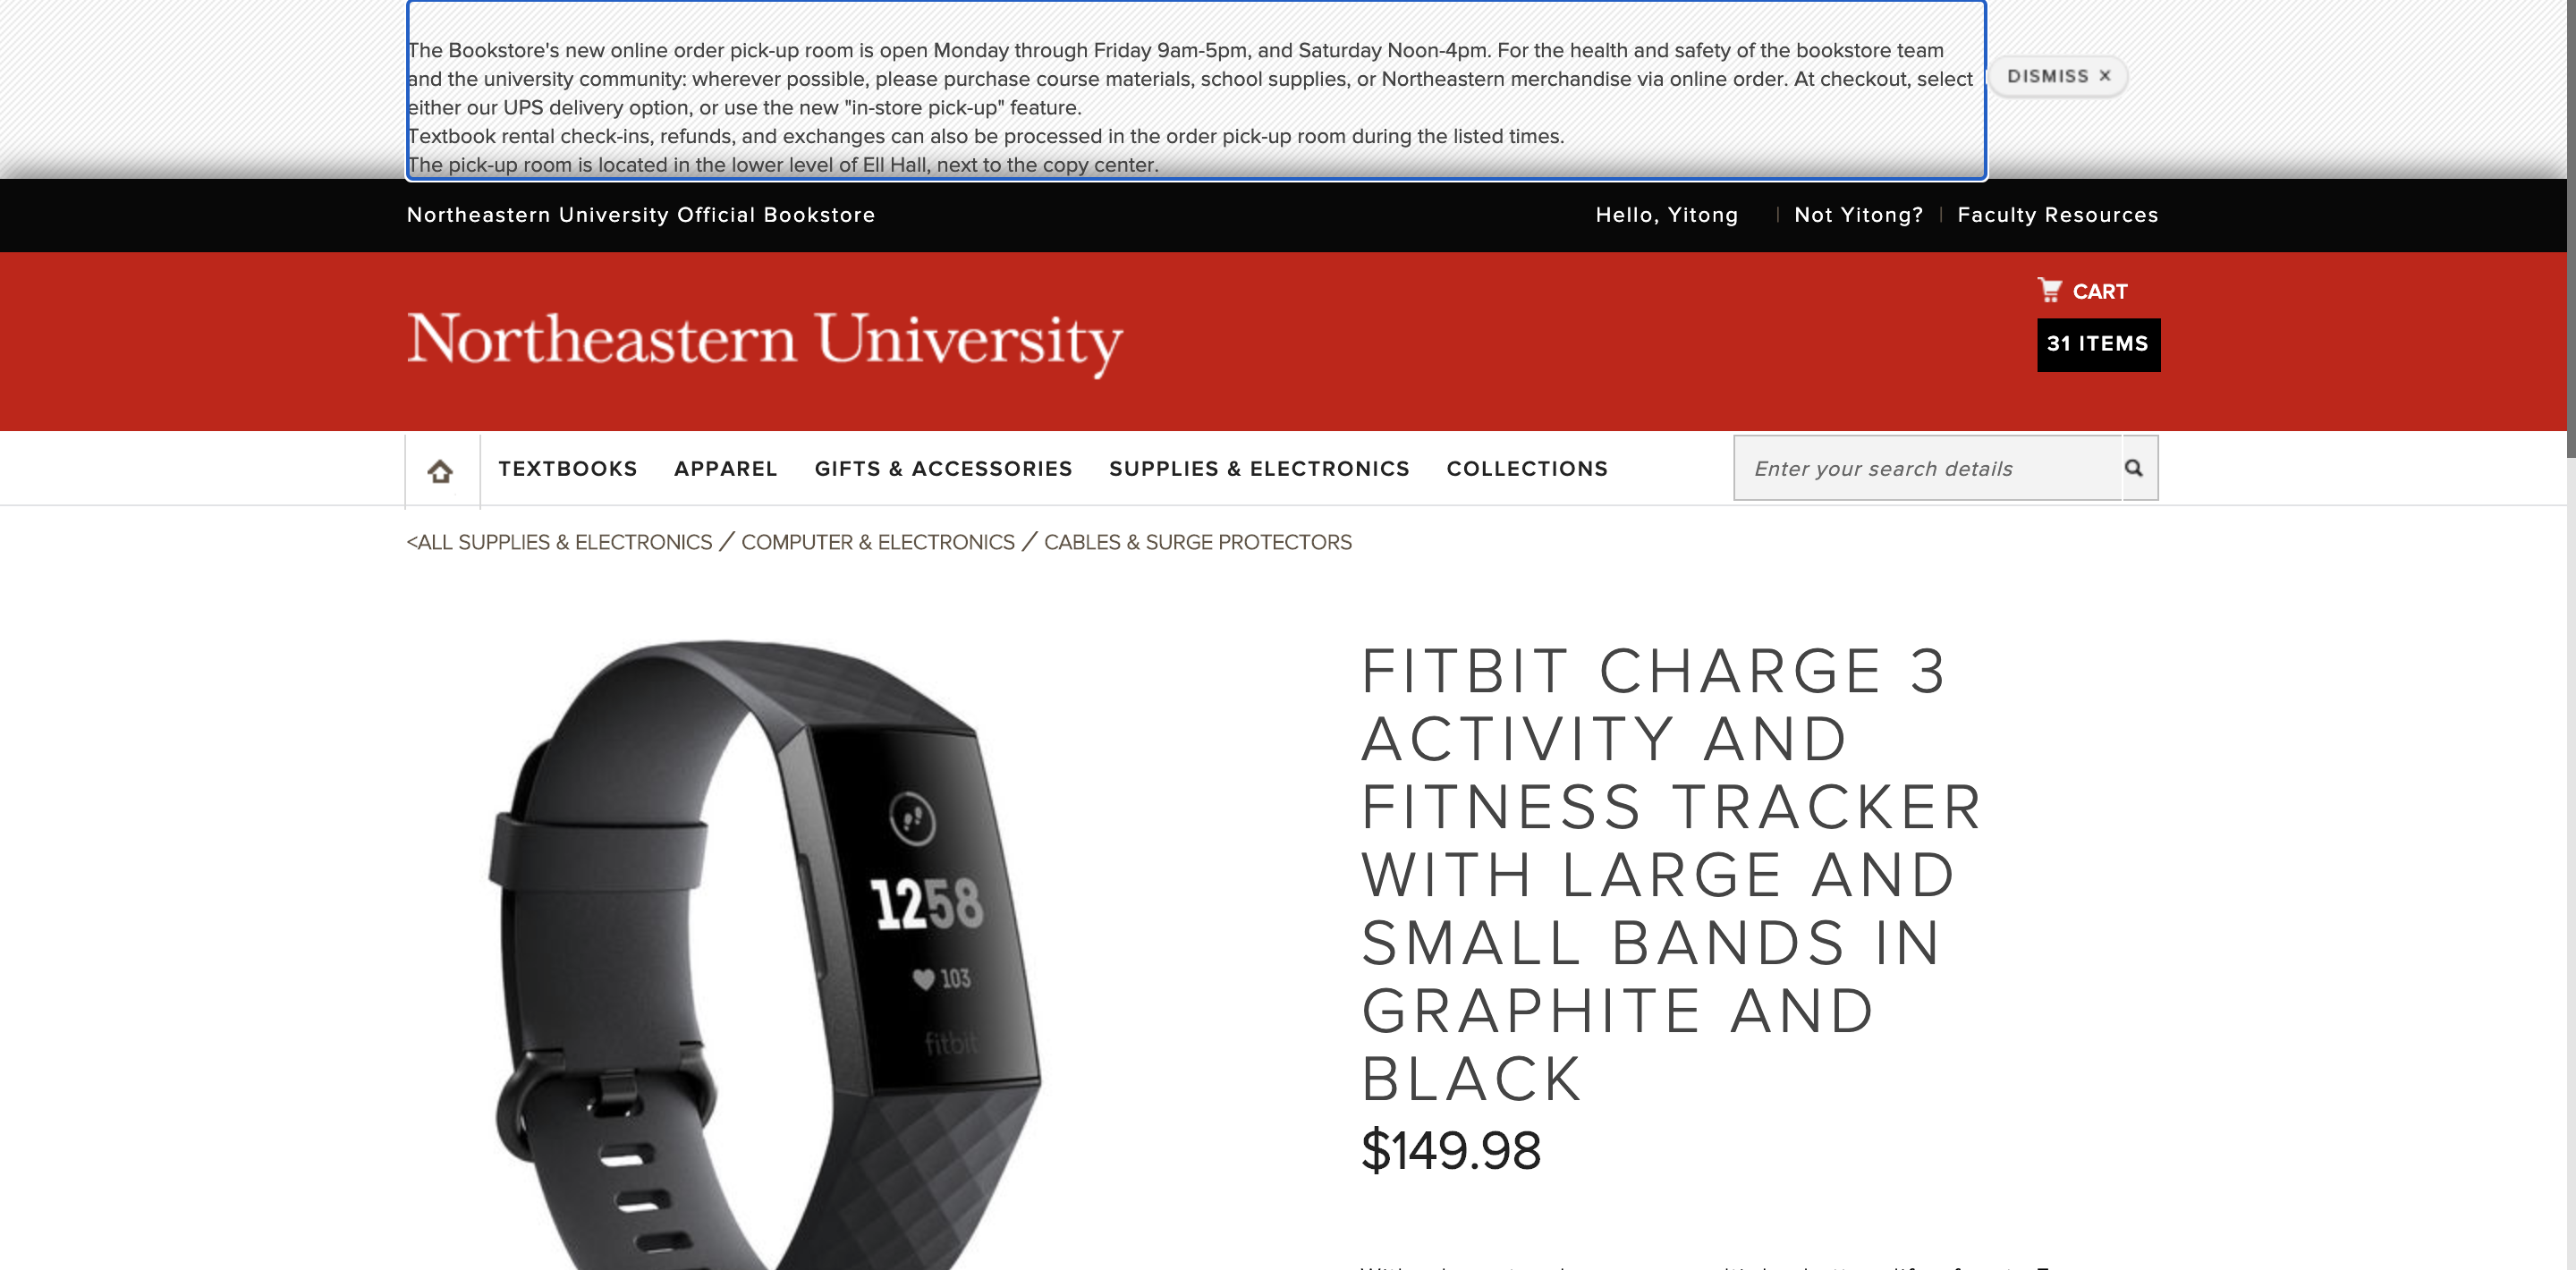 The Bookstore's new online order pick-up room is open Monday through Friday 9am-5pm, and Saturday Noon-4pm. For the health and safety of the bookstore team
and the university community: wherever possible, please purchase course materials, school supplies, or Northeastern merchandise via online order. At checkout, select
either our UPS delivery option, or use the new "in-store pick-up" feature.
Textbook rental check-ins, refunds, and exchanges can also be processed in the order pick-up room during the listed times.
The pick-up room is located in the lower level of Ell Hall, next to the copy center.
DISMISS ×
Northeastern University Official Bookstore
Hello, Yitong | Not Yitong? | Faculty Resources
CART
Northeastern University
31 ITEMS
TEXTBOOKS APPAREL GIFTS & ACCESSORIES SUPPLIES & ELECTRONICS COLLECTIONS
Enter your search details
<ALL SUPPLIES & ELECTRONICS / COMPUTER & ELECTRONICS / CABLES & SURGE PROTECTORS
FITBIT CHARGE 3
ACTIVITY AND
FITNESS TRACKER
WITH LARGE AND
SMALL BANDS IN
GRAPHITE AND
BLACK
$149.98
1258
103
fitbit